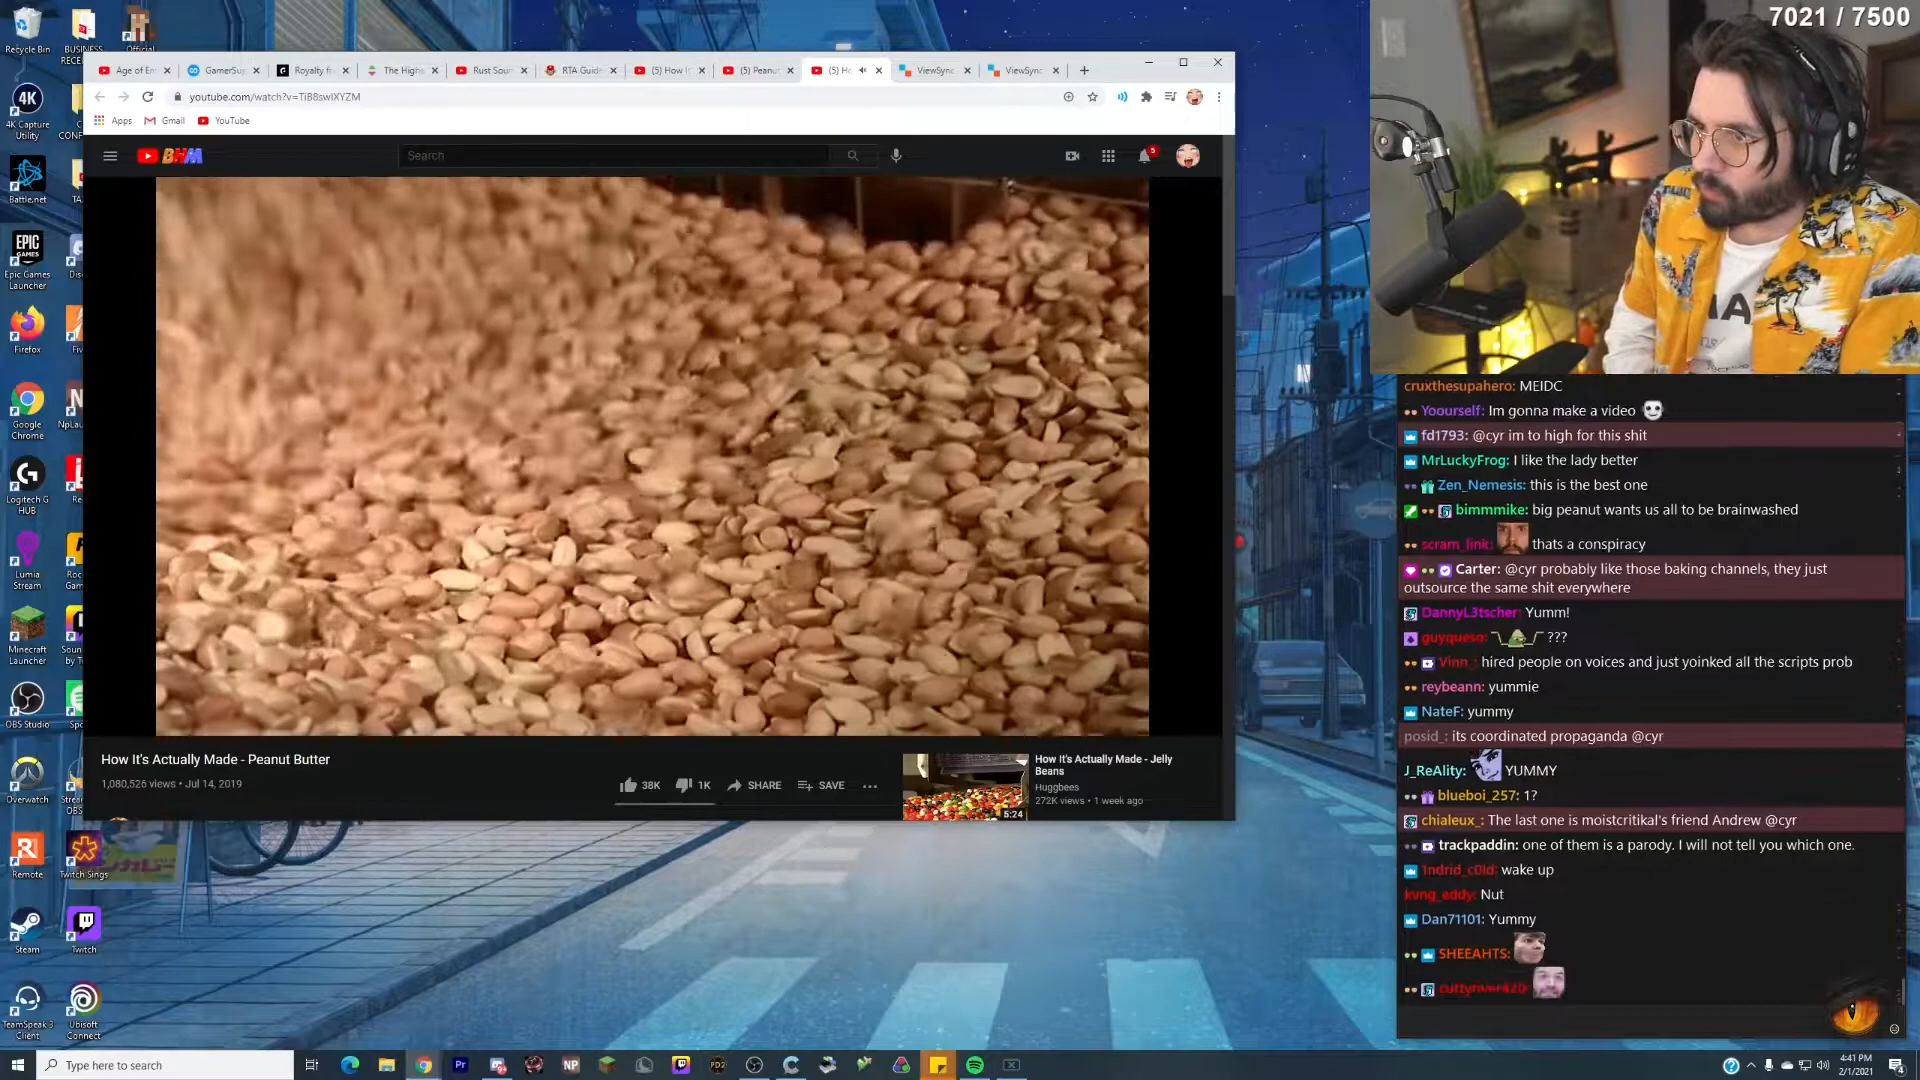 7021 / 7500
Recycle Bin
BUSINESS
Official
4K Capture
Utility
Battle.net
Epic Games
Launcher
Firefox
Google
Chrome
Logitech G
HUB
Lumia
Stream
Minecraft
Launcher
OBS Studio
Overwatch
Remote
Twitch Sings
Steam
Twitch
TeamSpeak 3
Client
Ubisoft
Connect
Age of Em
GamerSup
Royalty fr
The Highe
Rust Soun
RTA Guide
(5) How It
(5) Peanut
(5) Ho
ViewSync
ViewSync
youtube.com/watch?v=TiB8swIXYZM
Apps
Gmail
YouTube
BHM
Search
5
How It's Actually Made - Peanut Butter
1,080,526 views • Jul 14, 2019
38K
1K
SHARE
SAVE
How It's Actually Made - Jelly
Beans
Huggbees
272K views • 1 week ago
5:24
cruxthesupahero: MEIDC
Yoourself: Im gonna make a video
fd1793: @cyr im to high for this shit
MrLuckyFrog: I like the lady better
Zen_Nemesis: this is the best one
bimmmike: big peanut wants us all to be brainwashed
scram_link: thats a conspiracy
Carter: @cyr probably like those baking channels, they just
outsource the same shit everywhere
DannyL3tscher: Yumm!
guyqueso: ???
Vinn_: hired people on voices and just yoinked all the scripts prob
reybeann: yummie
NateF: yummy
posid_: its coordinated propaganda @cyr
J_ReAlity: YUMMY
blueboi_257: 1?
chialeux_: The last one is moistcritikal's friend Andrew @cyr
trackpaddin: one of them is a parody. I will not tell you which one.
1ndrid_c0ld: wake up
kvng_eddy: Nut
Dan71101: Yummy
SHEEAHTS:
Type here to search
4:41 PM
2/1/2021